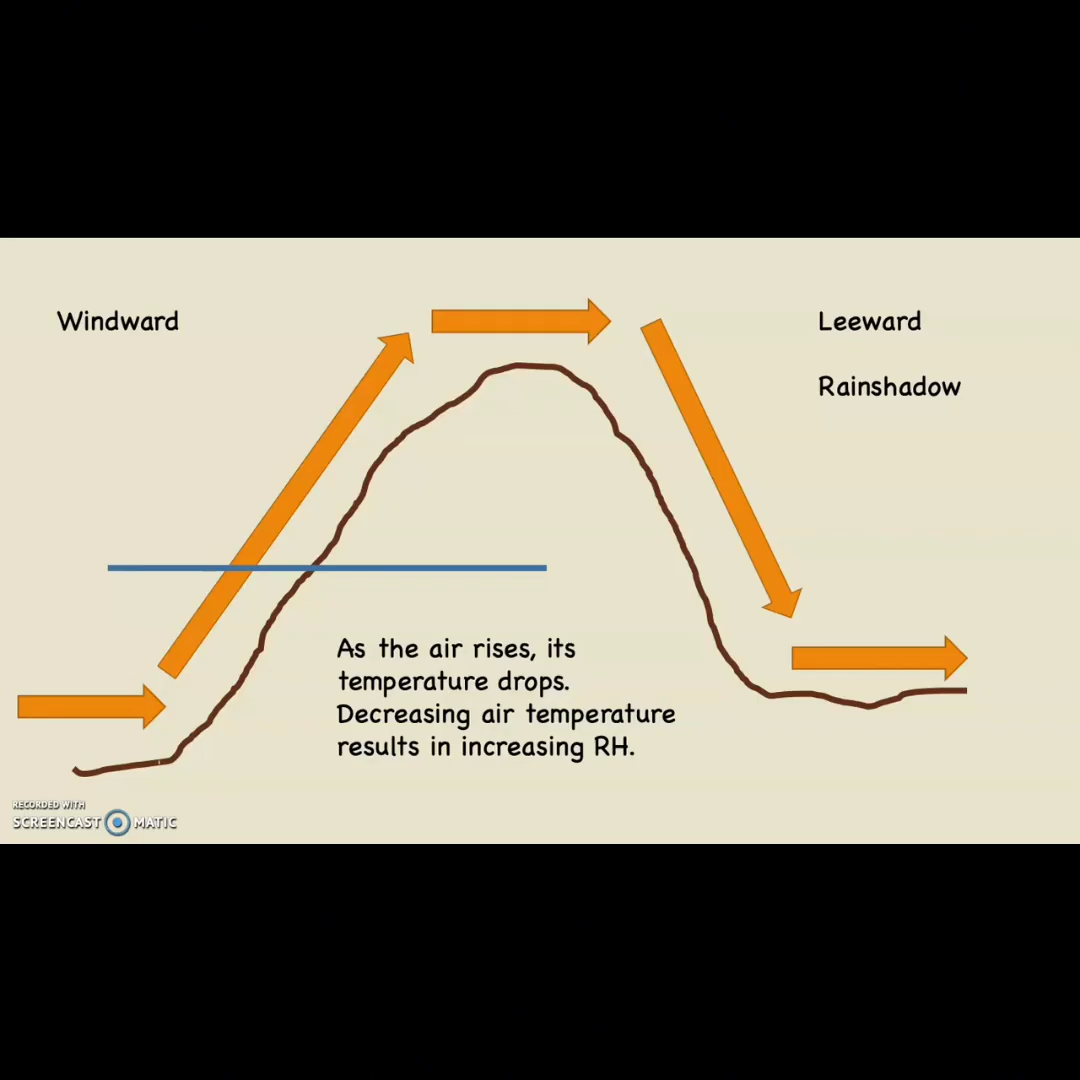 Windward
Leeward
Rainshadow
As the air rises, its
temperature drops.
Decreasing air temperature
results in increasing RH.
RECORDED WITH
SCREENCAST MATIC